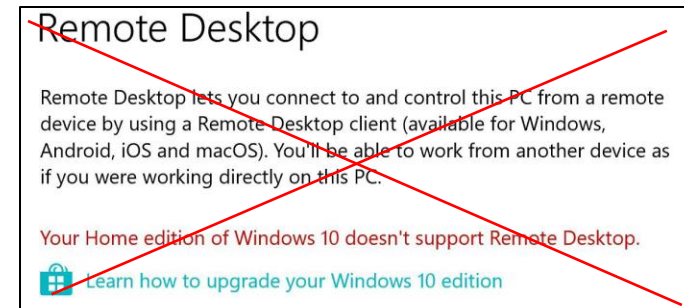 Remote Desktop
Remote Desktop lets you connect to and control this PC from a remote
device by using a Remote Desktop client (available for Windows,
Android, iOS and macOS). You'll be able to work from another device as
if you were working directly on this PC.
Your Home edition of Windows 10 doesn't support Remote Desktop.
Learn how to upgrade your Windows 10 edition